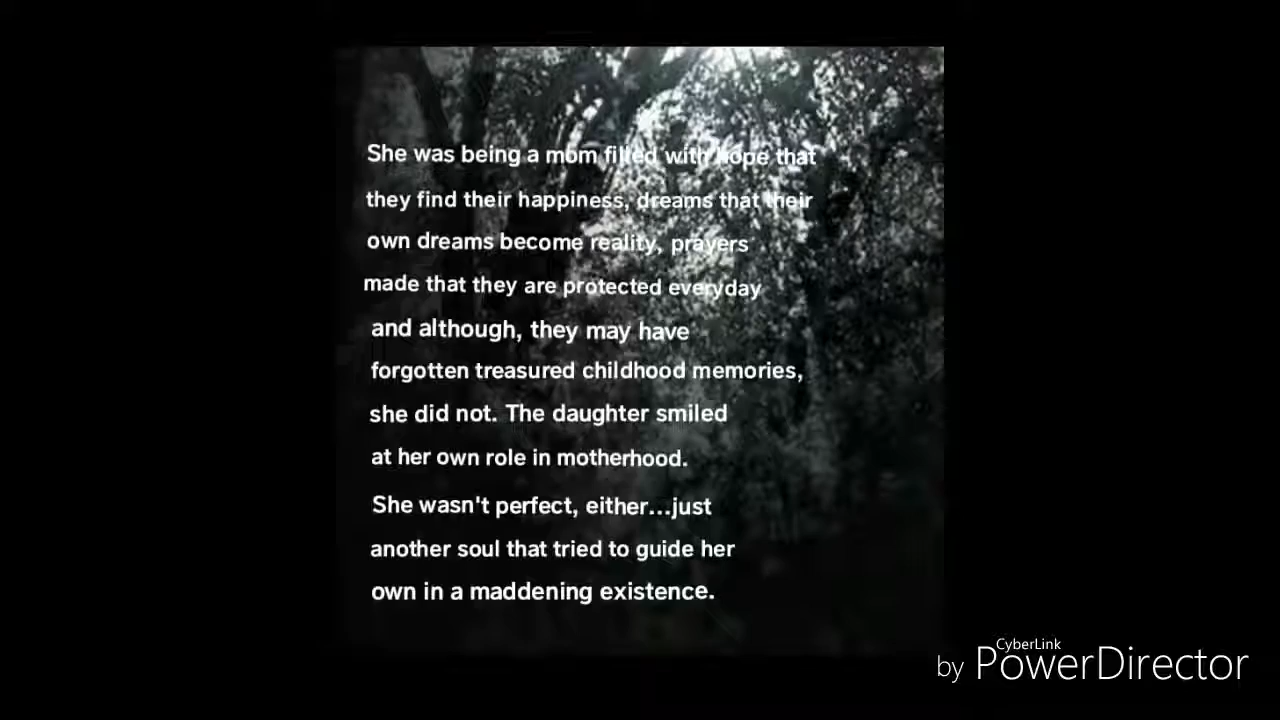 She was being a mom filled with hope that
they find their happiness, dreams that their
own dreams become reality, prayers
made that they are protected everyday
and although, they may have
forgotten treasured childhood memories,
she did not. The daughter smiled
at her own role in motherhood.
She wasn't perfect, either...just
another soul that tried to guide her
own in a maddening existence.
CyberLink
by PowerDirector